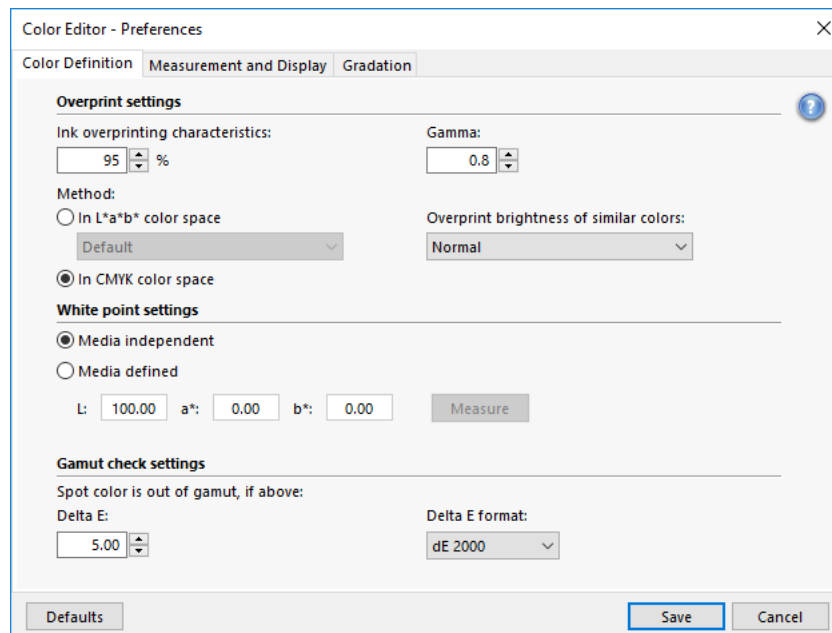 Color Editor - Preferences
Color Definition Measurement and Display Gradation
Overprint settings
?
Ink overprinting characteristics: Gamma:
95 % 0.8
Method:
In L*a*b* color space Overprint brightness of similar colors:
Default Normal
In CMYK color space
White point settings
Media independent
Media defined
L: 100.00 a*: 0.00 b*: 0.00 Measure
Gamut check settings
Spot color is out of gamut, if above:
Delta E: Delta E format:
5.00 dE 2000
Defaults Save Cancel